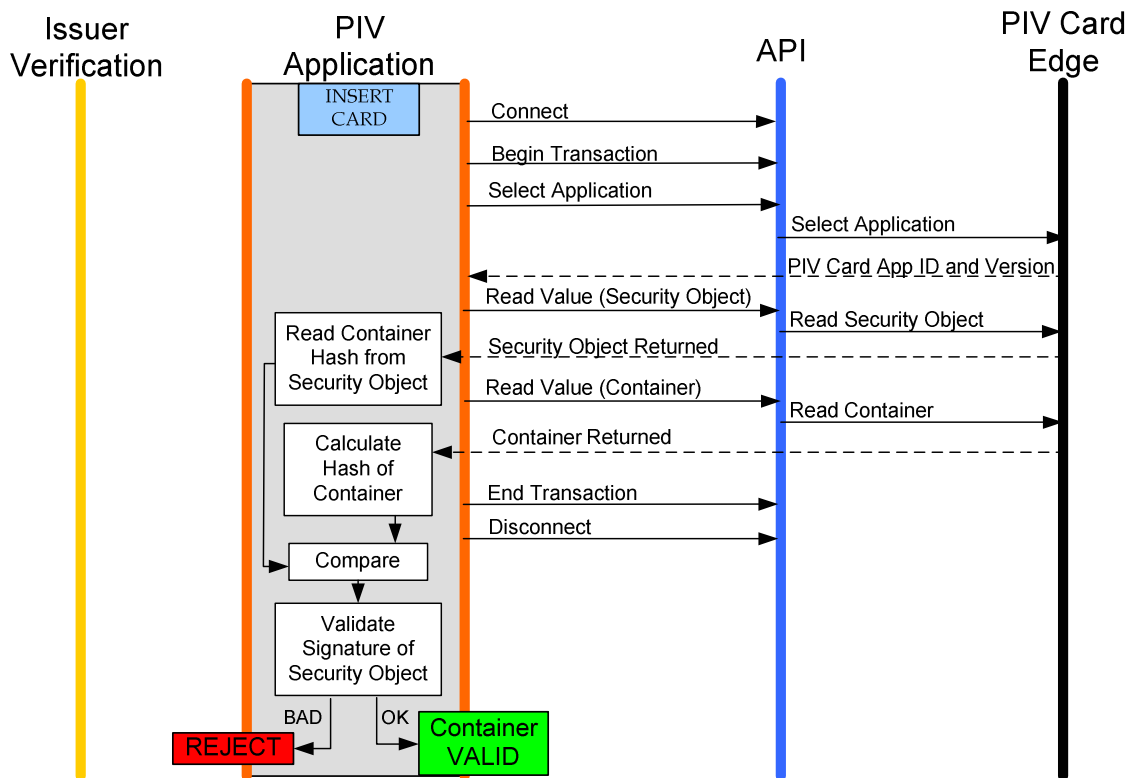 Issuer
Verification
PIV
Application
API
PIV Card
Edge
INSERT
CARD
Connect
Begin Transaction
Select Application
Select Application
PIV Card App ID and Version
Read Value (Security Object)
Read Security Object
Read Container
Hash from
Security Object
Security Object Returned
Read Value (Container)
Read Container
Calculate
Hash of
Container
Container Returned
End Transaction
Disconnect
Compare
Validate
Signature of
Security Object
BAD
OK
REJECT
Container
VALID